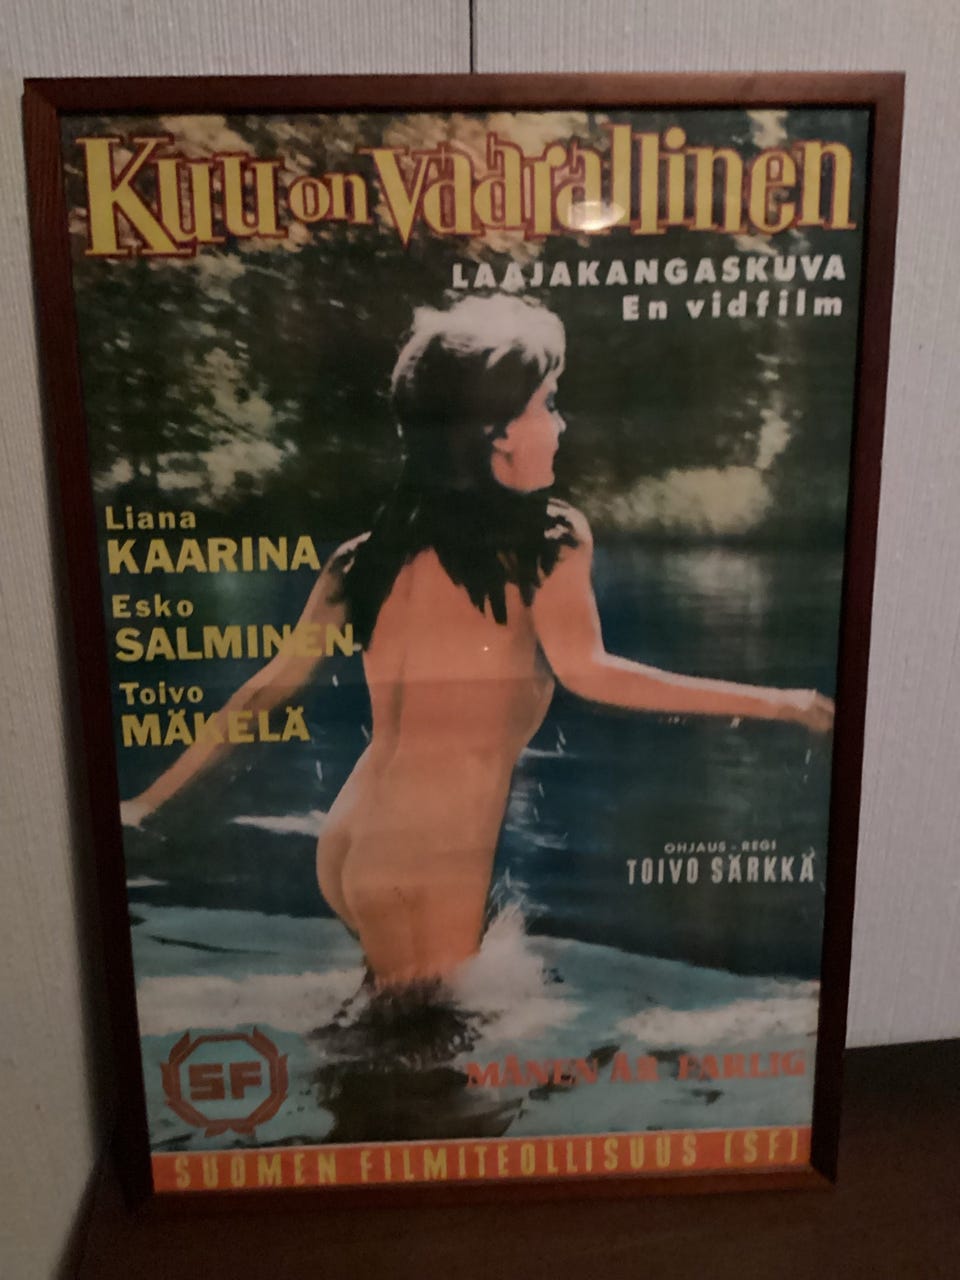 Kuu on vaarallinen
LAAJAKANGASKUVA
En vidfilm
Liana
KAARINA
Esko
SALMINEN
Toivo
MÄKELÄ
OHJAUS - REGI
TOIVO SÄRKKÄ
SF
MÅNEN ÄR FARLIG
SUOMEN FILMITEOLLISUUS (SF)